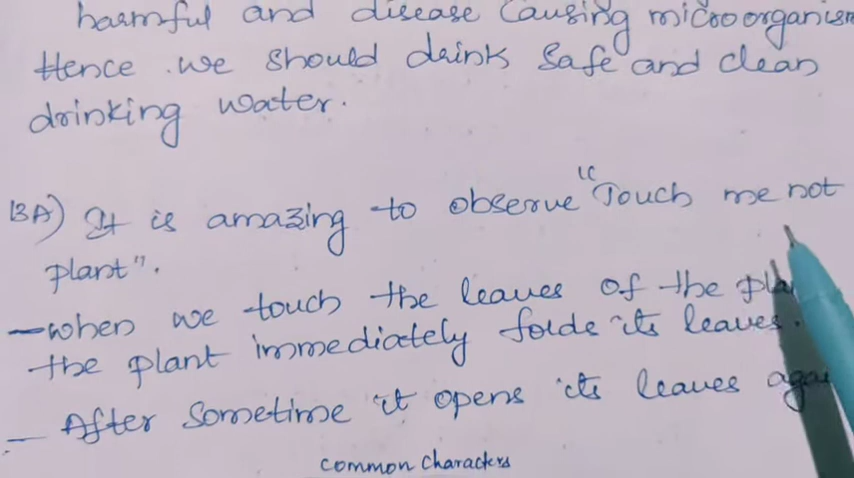 harmful and disease causing microorganism
Hence we should drink safe and clean
drinking water.
13A) It is amazing to observe "Touch me not
plant".
- when we touch the leaves of the pla
the plant immediately folds its leaves.
- After sometime it opens its leaves agai
common characters